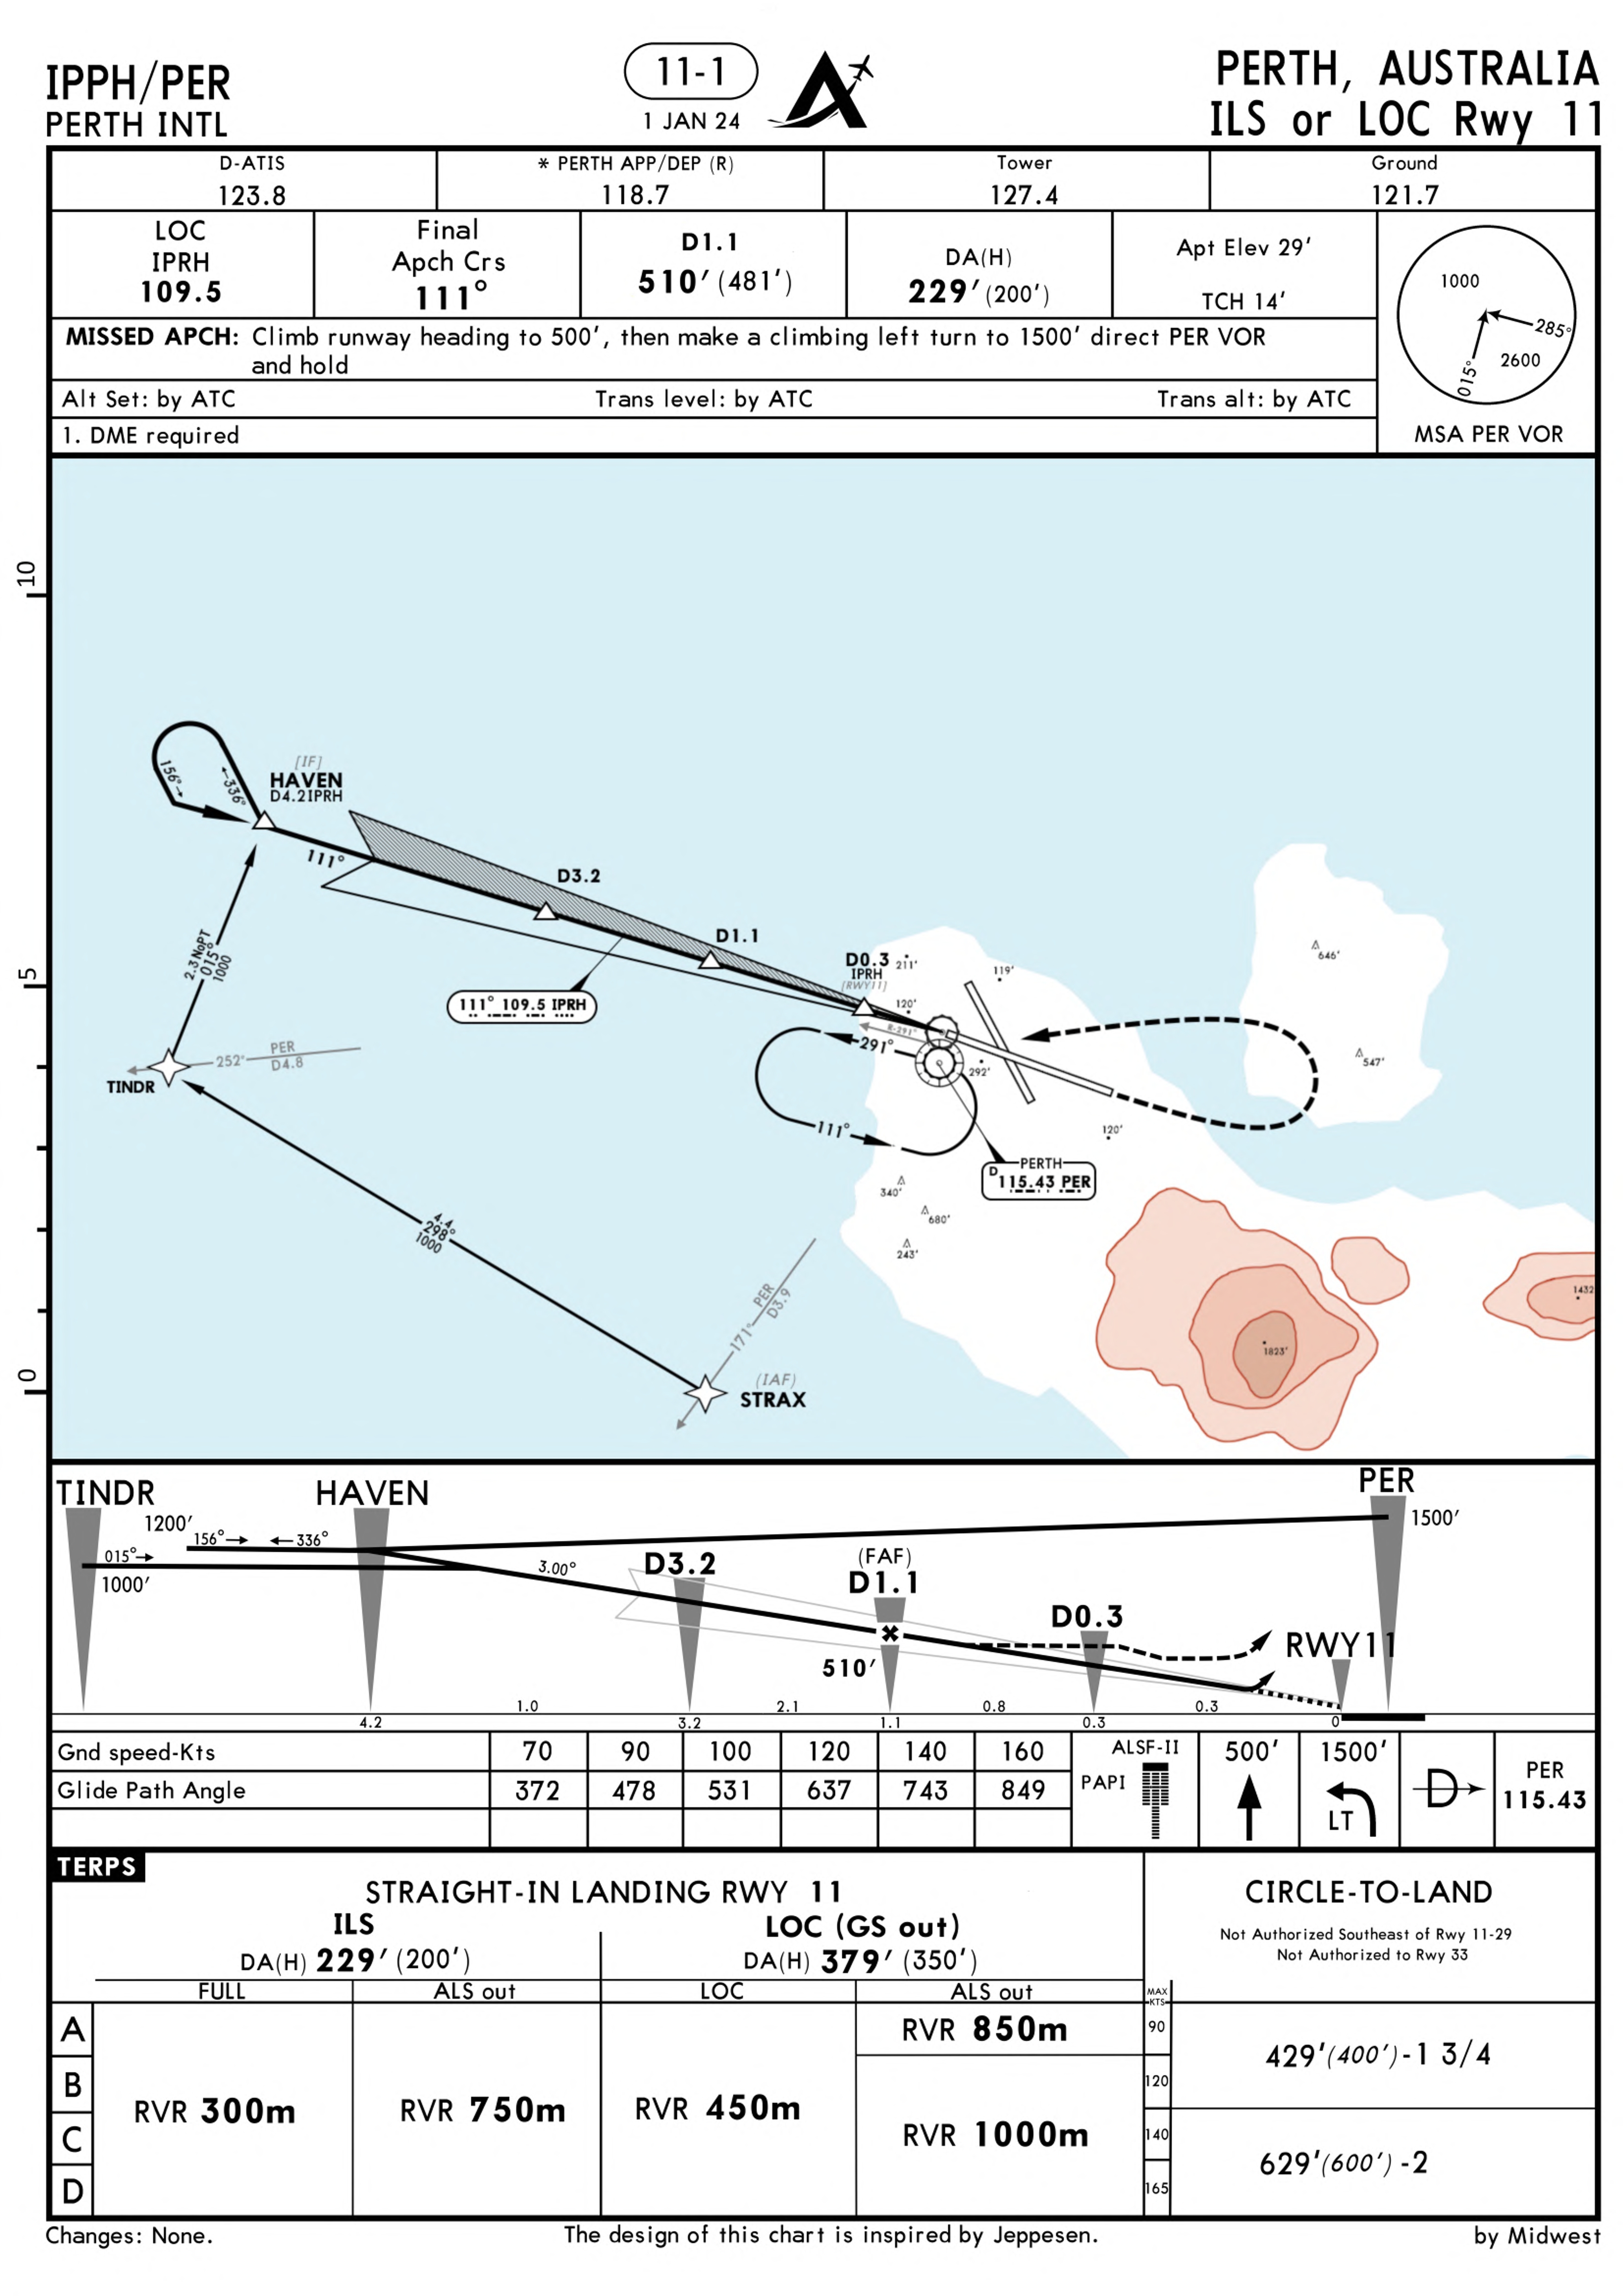 IPPH/PER
PERTH INTL
11-1
1 JAN 24
PERTH, AUSTRALIA
ILS or LOC Rwy 11
D-ATIS
123.8
* PERTH APP/DEP (R)
118.7
Tower
127.4
Ground
121.7
LOC
IPRH
109.5
Final
Apch Crs
111°
D1.1
510′ (481′)
DA(H)
229′ (200′)
Apt Elev 29′
TCH 14′
1000
285°
2600
015°
MSA PER VOR
MISSED APCH: Climb runway heading to 500′, then make a climbing left turn to 1500′ direct PER VOR
and hold
Alt Set: by ATC
Trans level: by ATC
Trans alt: by ATC
1. DME required
10
5
0
156°
336°
[IF]
HAVEN
D4.2IPRH
111°
D3.2
D1.1
D0.3
IPRH
[RWY11]
211′
119′
120′
646′
547′
2.3 NoPT
015°
1000
111° 109.5 IPRH
R-291°
291°
292′
111°
120′
252°
PER
D4.8
TINDR
PERTH
D 115.43 PER
340′
680′
243′
4.4
298°
1000
171°
PER
D3.9
(IAF)
STRAX
1823′
1432
TINDR
HAVEN
PER
1200′
156°
336°
1500′
015°
1000′
3.00°
D3.2
(FAF)
D1.1
D0.3
RWY11
510′
1.0
2.1
0.8
0.3
4.2
3.2
1.1
0.3
0
Gnd speed-Kts
70
90
100
120
140
160
Glide Path Angle
372
478
531
637
743
849
ALSF-II
PAPI
500′
1500′
LT
D
PER
115.43
TERPS
STRAIGHT-IN LANDING RWY 11
ILS
DA(H) 229′ (200′)
LOC (GS out)
DA(H) 379′ (350′)
CIRCLE-TO-LAND
Not Authorized Southeast of Rwy 11-29
Not Authorized to Rwy 33
FULL
ALS out
LOC
ALS out
MAX
KTS
A
B
C
D
RVR 300m
RVR 750m
RVR 450m
RVR 850m
RVR 1000m
90
120
140
165
429′(400′)-1 3/4
629′(600′) -2
Changes: None.
The design of this chart is inspired by Jeppesen.
by Midwest